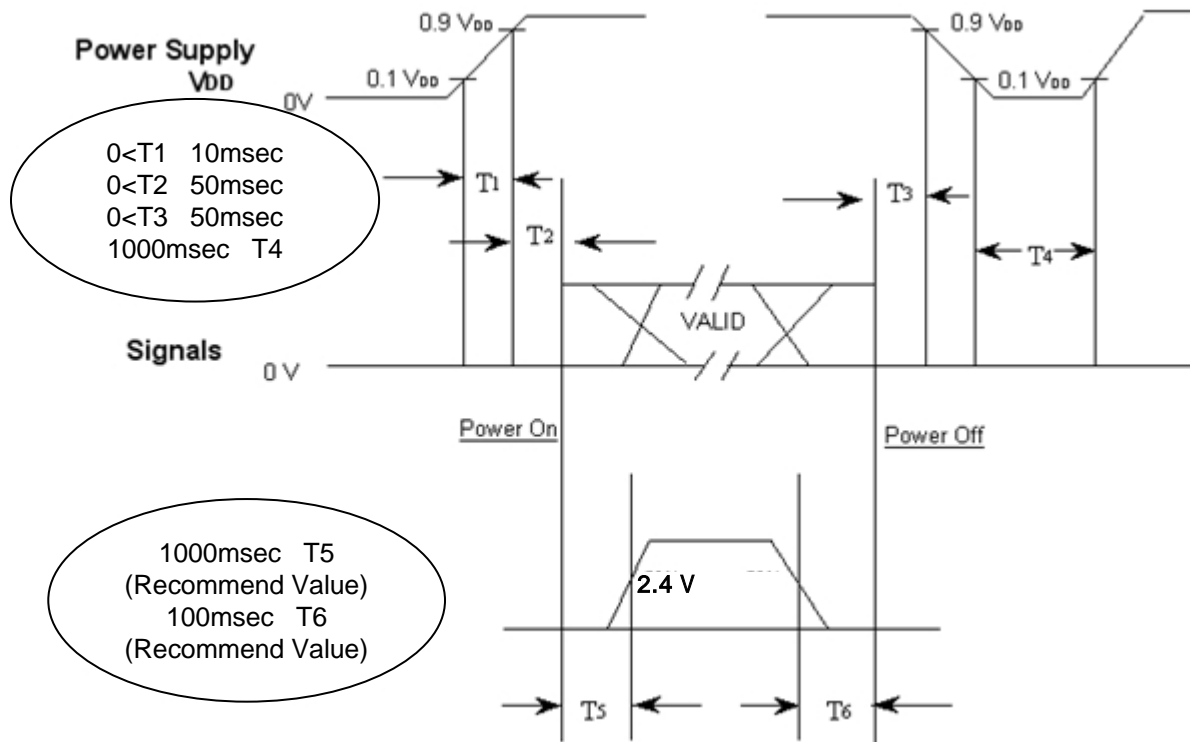 0.9 VDD
0.9 VDD
Power Supply
VDD
0.1 VDD
0.1 VDD
0V
0<T1 10msec
0<T2 50msec
0<T3 50msec
1000msec T4
T1
T3
T2
T4
VALID
Signals
0 V
Power On
Power Off
1000msec T5
(Recommend Value)
100msec T6
(Recommend Value)
2.4 V
T5
T6